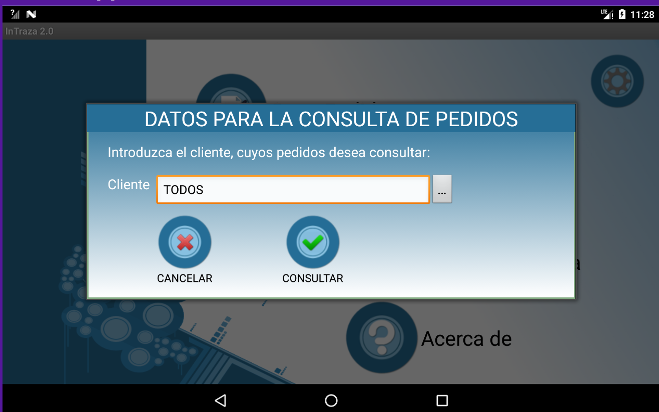 11:28
InTraza 2.0
DATOS PARA LA CONSULTA DE PEDIDOS
Introduzca el cliente, cuyos pedidos desea consultar:
Cliente TODOS ...
CANCELAR CONSULTAR
Acerca de